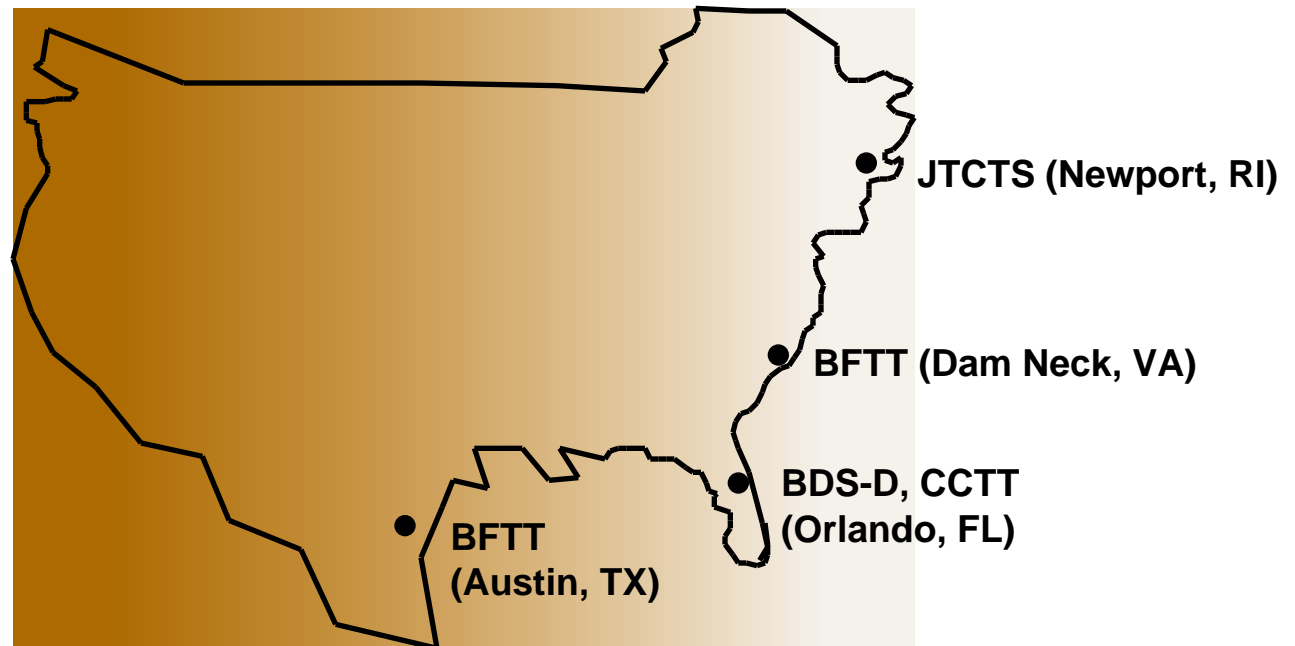 JTCTS (Newport, RI)
BFTT (Dam Neck, VA)
BDS-D, CCTT
(Orlando, FL)
BFTT
(Austin, TX)